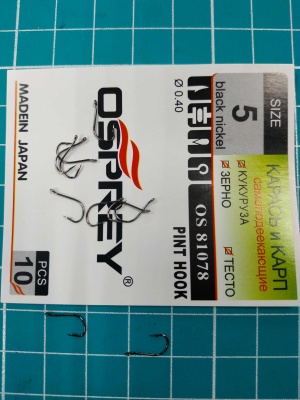 SIZE
5
black nickel
Ø 0.40
КАРАСЬ и КАРП
самоподсекающие
КУКУРУЗА
ТЕСТО
ЗЕРНО
OS 81078
PINT HOOK
OSPREY®
MADEIN JAPAN
PCS
10